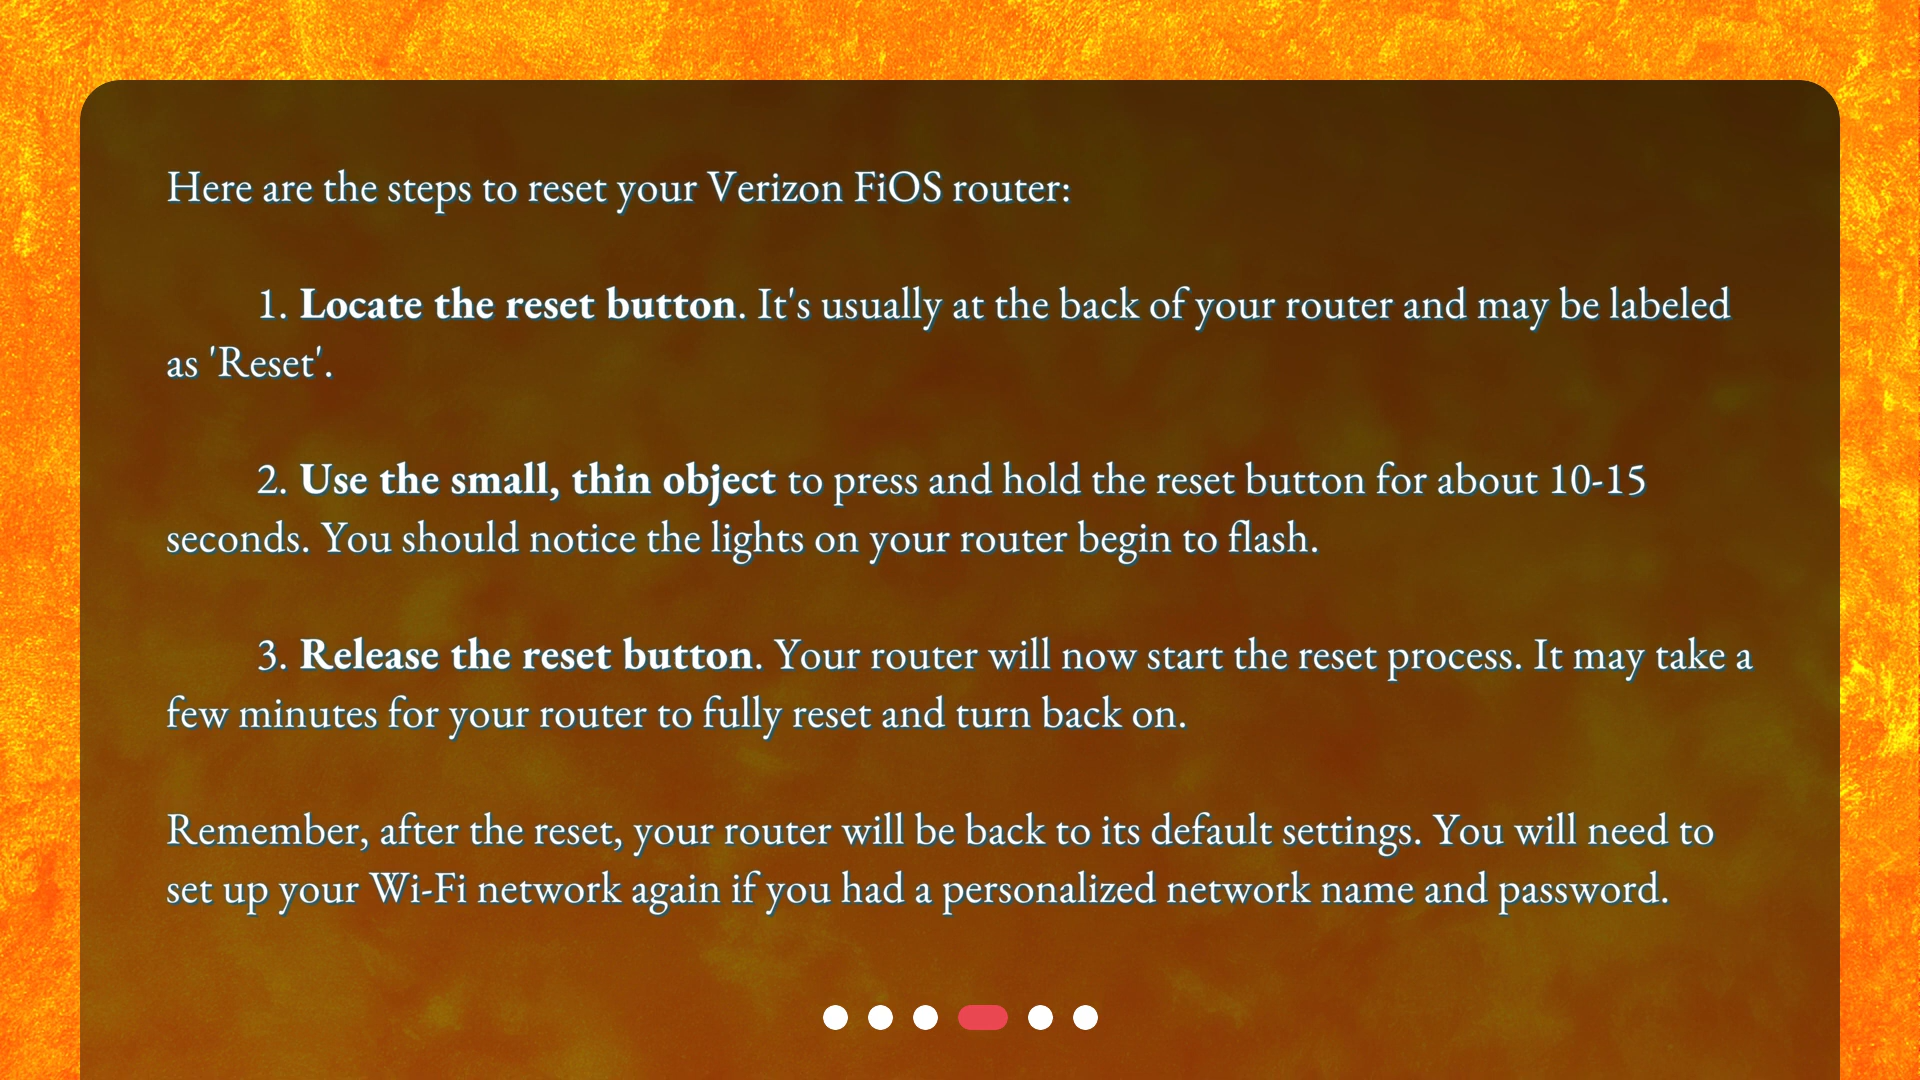 Here are the steps to reset your Verizon FiOS router:
1. Locate the reset button. It's usually at the back of your router and may be labeled
as 'Reset'.
2. Use the small, thin object to press and hold the reset button for about 10-15
seconds. You should notice the lights on your router begin to flash.
3. Release the reset button. Your router will now start the reset process. It may take a
few minutes for your router to fully reset and turn back on.
Remember, after the reset, your router will be back to its default settings. You will need to
set up your Wi-Fi network again if you had a personalized network name and password.